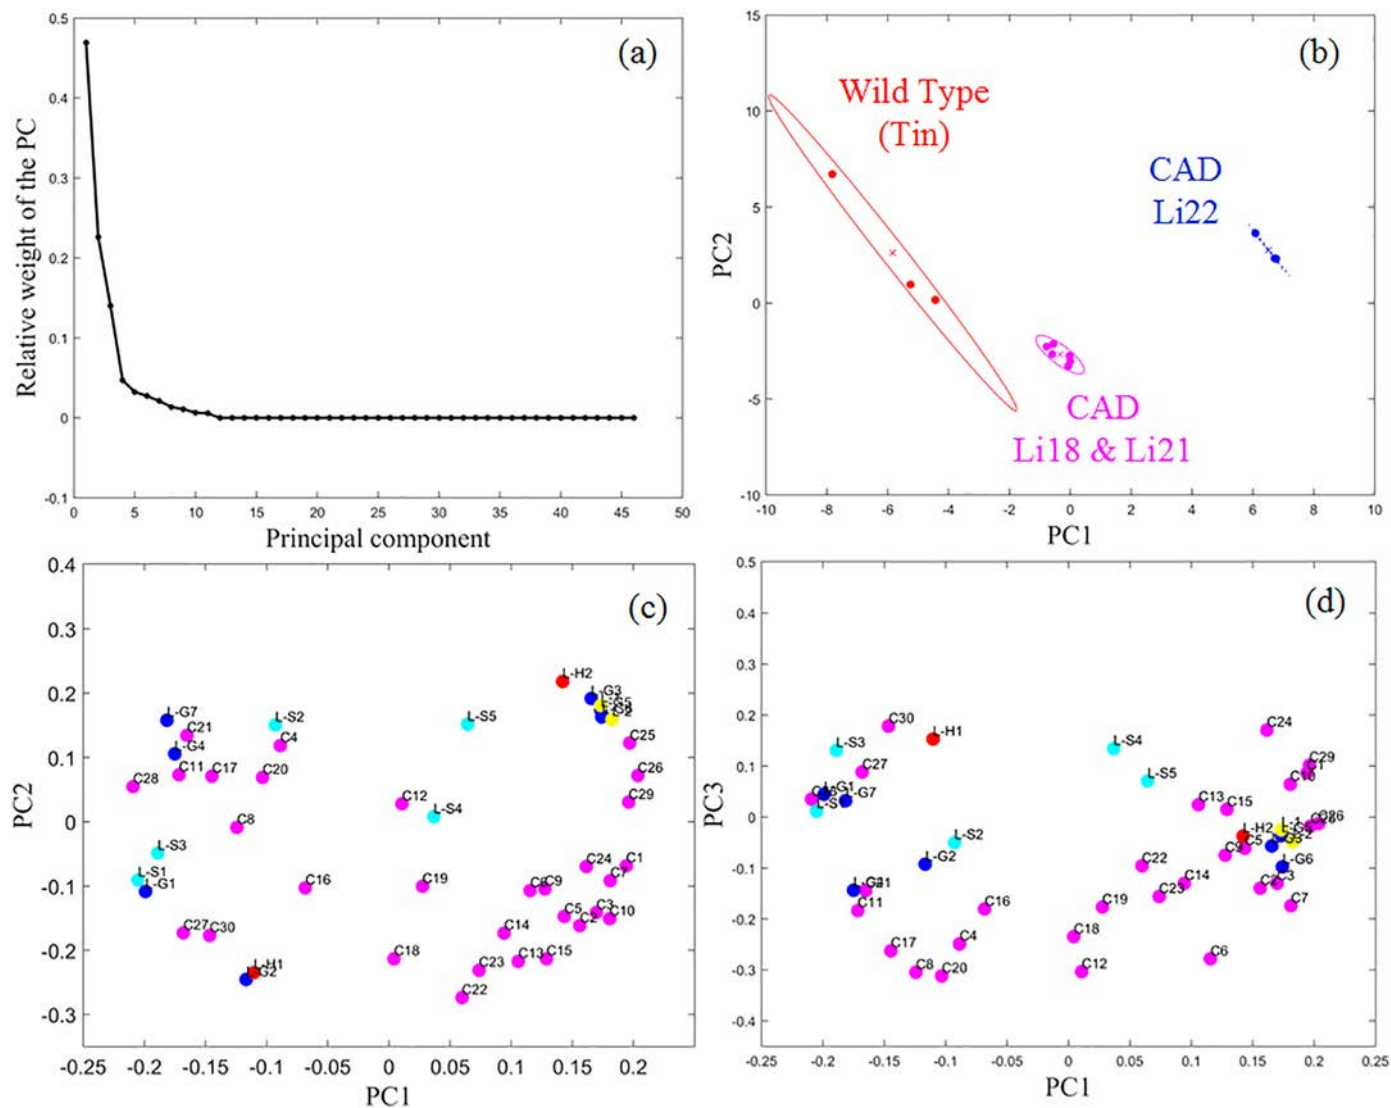 (a)
0.5
0.4
0.3
0.2
0.1
0
-0.1
0 5 10 15 20 25 30 35 40 45 50
Relative weight of the PC
Principal component
(b)
15
10
5
0
-5
-10
-10 -8 -6 -4 -2 0 2 4 6 8 10
PC2
PC1
Wild Type
(Tin)
CAD
Li22
CAD
Li18 & Li21
(c)
0.4
0.3
0.2
0.1
0
-0.1
-0.2
-0.3
-0.25 -0.2 -0.15 -0.1 -0.05 0 0.05 0.1 0.15 0.2
PC2
PC1
L-H2
L-G3
L-G7
C21
L-G4
L-S2
C4
L-S5
C25
C11
C17
C20
C28
C26
C29
C12
L-S4
C8
L-S3
L-S1
L-G1
C16
C19
C24
C1
C7
C9
C5
C3
C2
C10
C27
C30
C14
C18
C23
C13
C15
L-H1
C22
(d)
0.5
0.4
0.3
0.2
0.1
0
-0.1
-0.2
-0.3
-0.4
-0.25 -0.2 -0.15 -0.1 -0.05 0 0.05 0.1 0.15 0.2 0.25
PC3
PC1
C30
L-H1
L-S3
C27
L-G1
L-G7
L-S4
L-S5
C24
C29
C10
C13
C15
L-H2
C5
C9
L-S2
L-G2
L-G6
C22
C3
C14
C23
C7
C11
C16
C19
C18
C4
C17
C8
C20
C12
C6